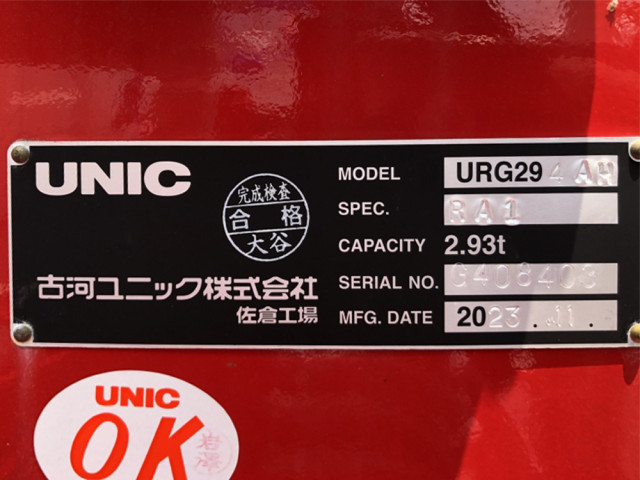 UNIC
完成検査
合格
大谷
古河ユニック株式会社
佐倉工場
MODEL URG294AH
SPEC. RA1
CAPACITY 2.93t
SERIAL NO.
MFG. DATE 2023.11.
UNIC
OK
岩澤